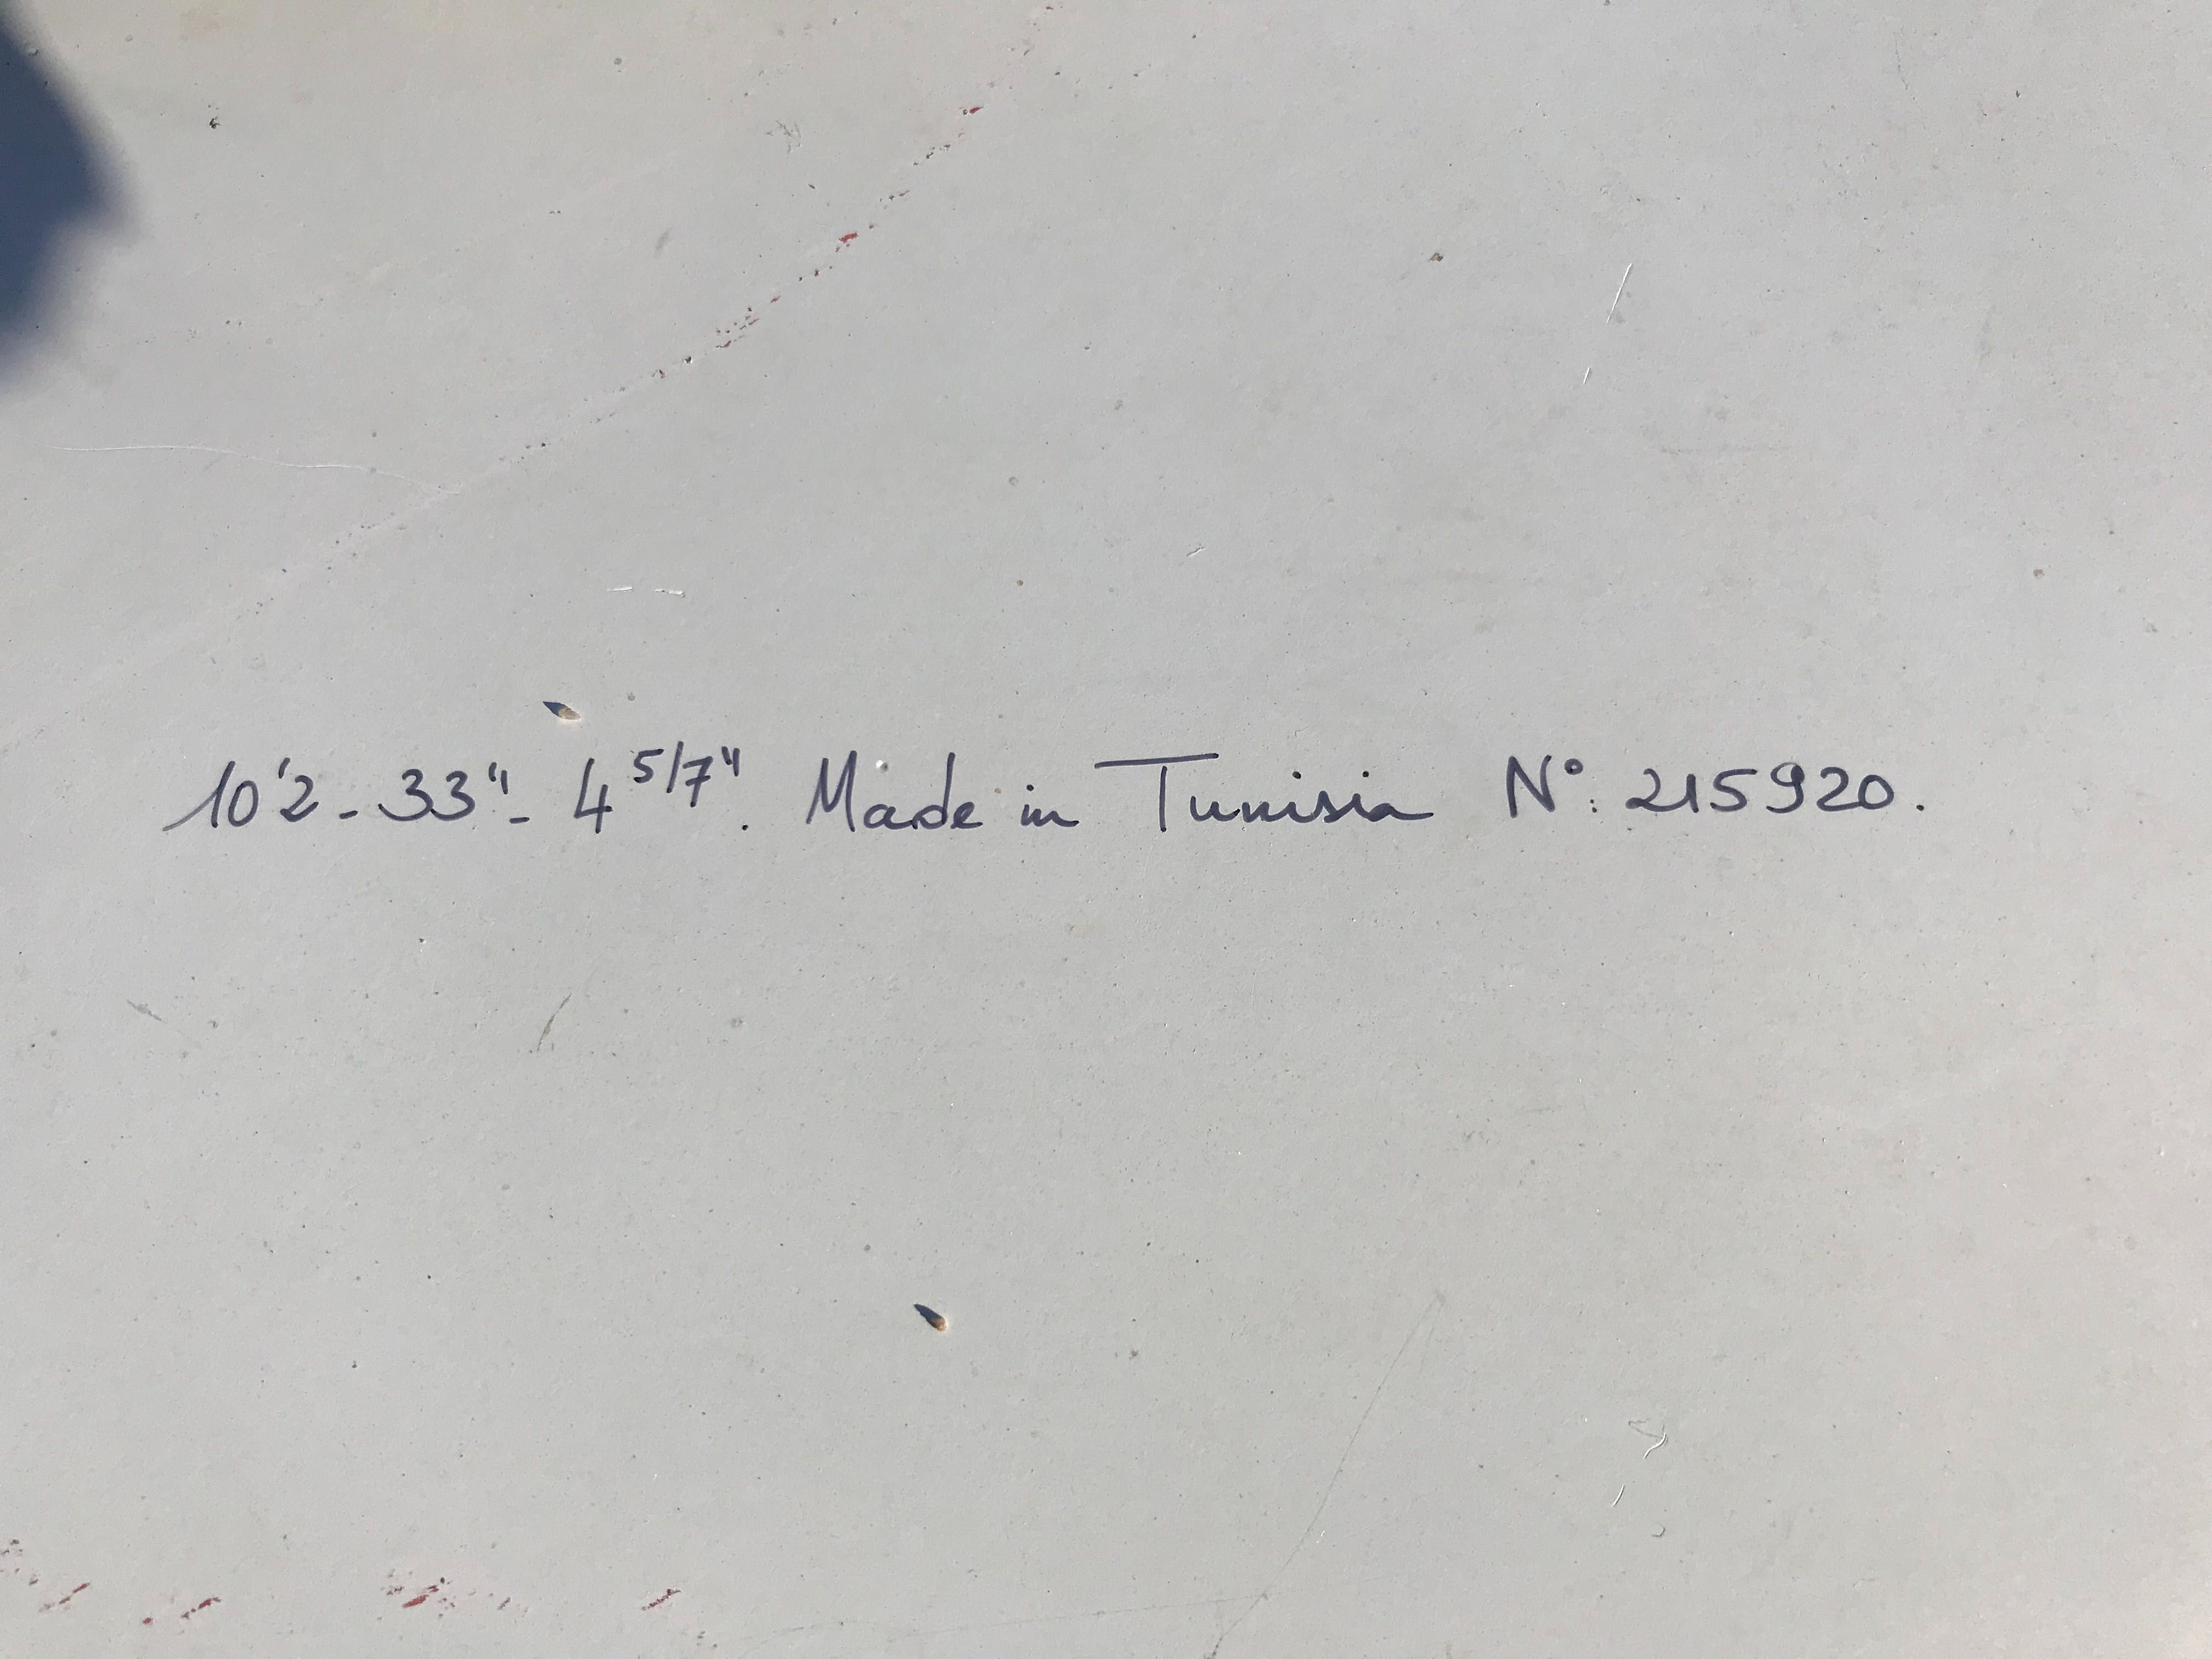 10'2 - 33" - 4 5/7". Made in Tunisia N°: 215920.